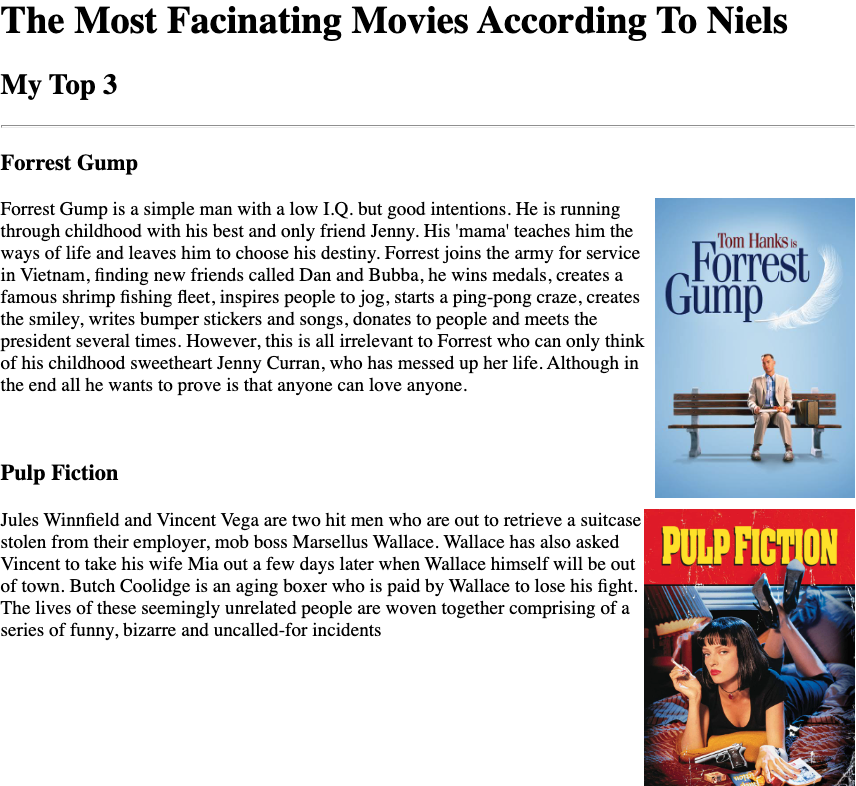 The Most Facinating Movies According To Niels
My Top 3
Forrest Gump
Forrest Gump is a simple man with a low I.Q. but good intentions. He is running
through childhood with his best and only friend Jenny. His 'mama' teaches him the
ways of life and leaves him to choose his destiny. Forrest joins the army for service
in Vietnam, finding new friends called Dan and Bubba, he wins medals, creates a
famous shrimp fishing fleet, inspires people to jog, starts a ping-pong craze, creates
the smiley, writes bumper stickers and songs, donates to people and meets the
president several times. However, this is all irrelevant to Forrest who can only think
of his childhood sweetheart Jenny Curran, who has messed up her life. Although in
the end all he wants to prove is that anyone can love anyone.
Tom Hanks is
Forrest
Gump
Pulp Fiction
Jules Winnfield and Vincent Vega are two hit men who are out to retrieve a suitcase
stolen from their employer, mob boss Marsellus Wallace. Wallace has also asked
Vincent to take his wife Mia out a few days later when Wallace himself will be out
of town. Butch Coolidge is an aging boxer who is paid by Wallace to lose his fight.
The lives of these seemingly unrelated people are woven together comprising of a
series of funny, bizarre and uncalled-for incidents
PULP FICTION